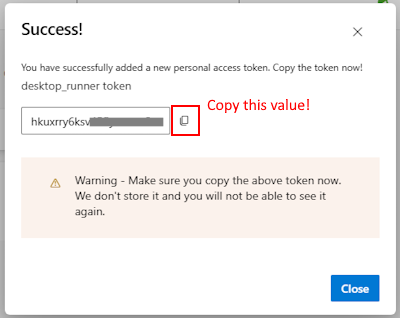 Success!
You have successfully added a new personal access token. Copy the token now!
desktop_runner token
Copy this value!
Warning - Make sure you copy the above token now.
We don't store it and you will not be able to see it
again.
Close